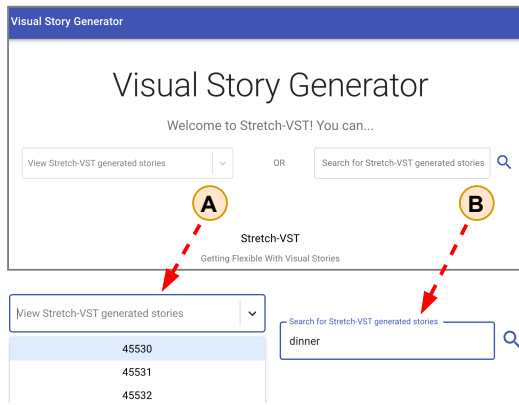 Visual Story Generator
Visual Story Generator
Welcome to Stretch-VST! You can...
View Stretch-VST generated stories
OR
Search for Stretch-VST generated stories
A
B
Stretch-VST
Getting Flexible With Visual Stories
View Stretch-VST generated stories
Search for Stretch-VST generated stories
dinner
45530
45531
45532